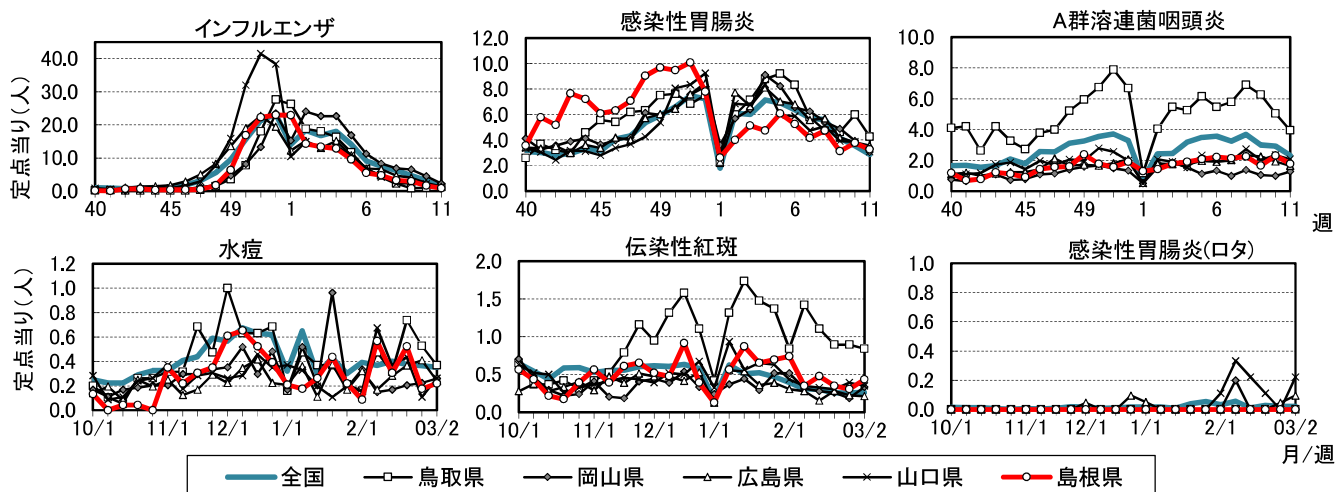 インフルエンザ
感染性胃腸炎
A群溶連菌咽頭炎
定点当り(人)
40.0
30.0
20.0
10.0
0.0
40 45 49 1 6 11
12.0
10.0
8.0
6.0
4.0
2.0
0.0
40 45 49 1 6 11
10.0
8.0
6.0
4.0
2.0
0.0
40 45 49 1 6 11
週
水痘
伝染性紅斑
感染性胃腸炎(ロタ)
定点当り(人)
1.2
1.0
0.8
0.6
0.4
0.2
0.0
10/1 11/1 12/1 1/1 2/1 03/2
2.0
1.5
1.0
0.5
0.0
10/1 11/1 12/1 1/1 2/1 03/2
1.0
0.8
0.6
0.4
0.2
0.0
10/1 11/1 12/1 1/1 2/1 03/2
月/週
全国 鳥取県 岡山県 広島県 山口県 島根県